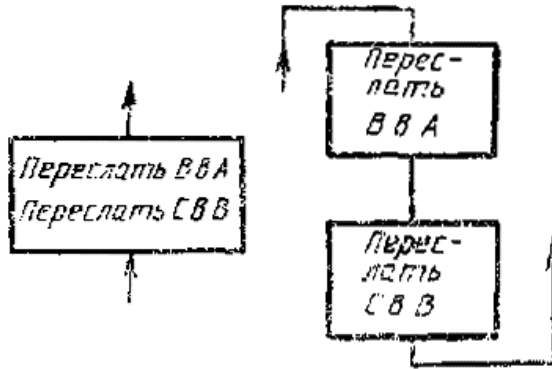 Переслать В в А
Переслать С в В
Перес-
лать
В в А
Перес-
лать
С в В